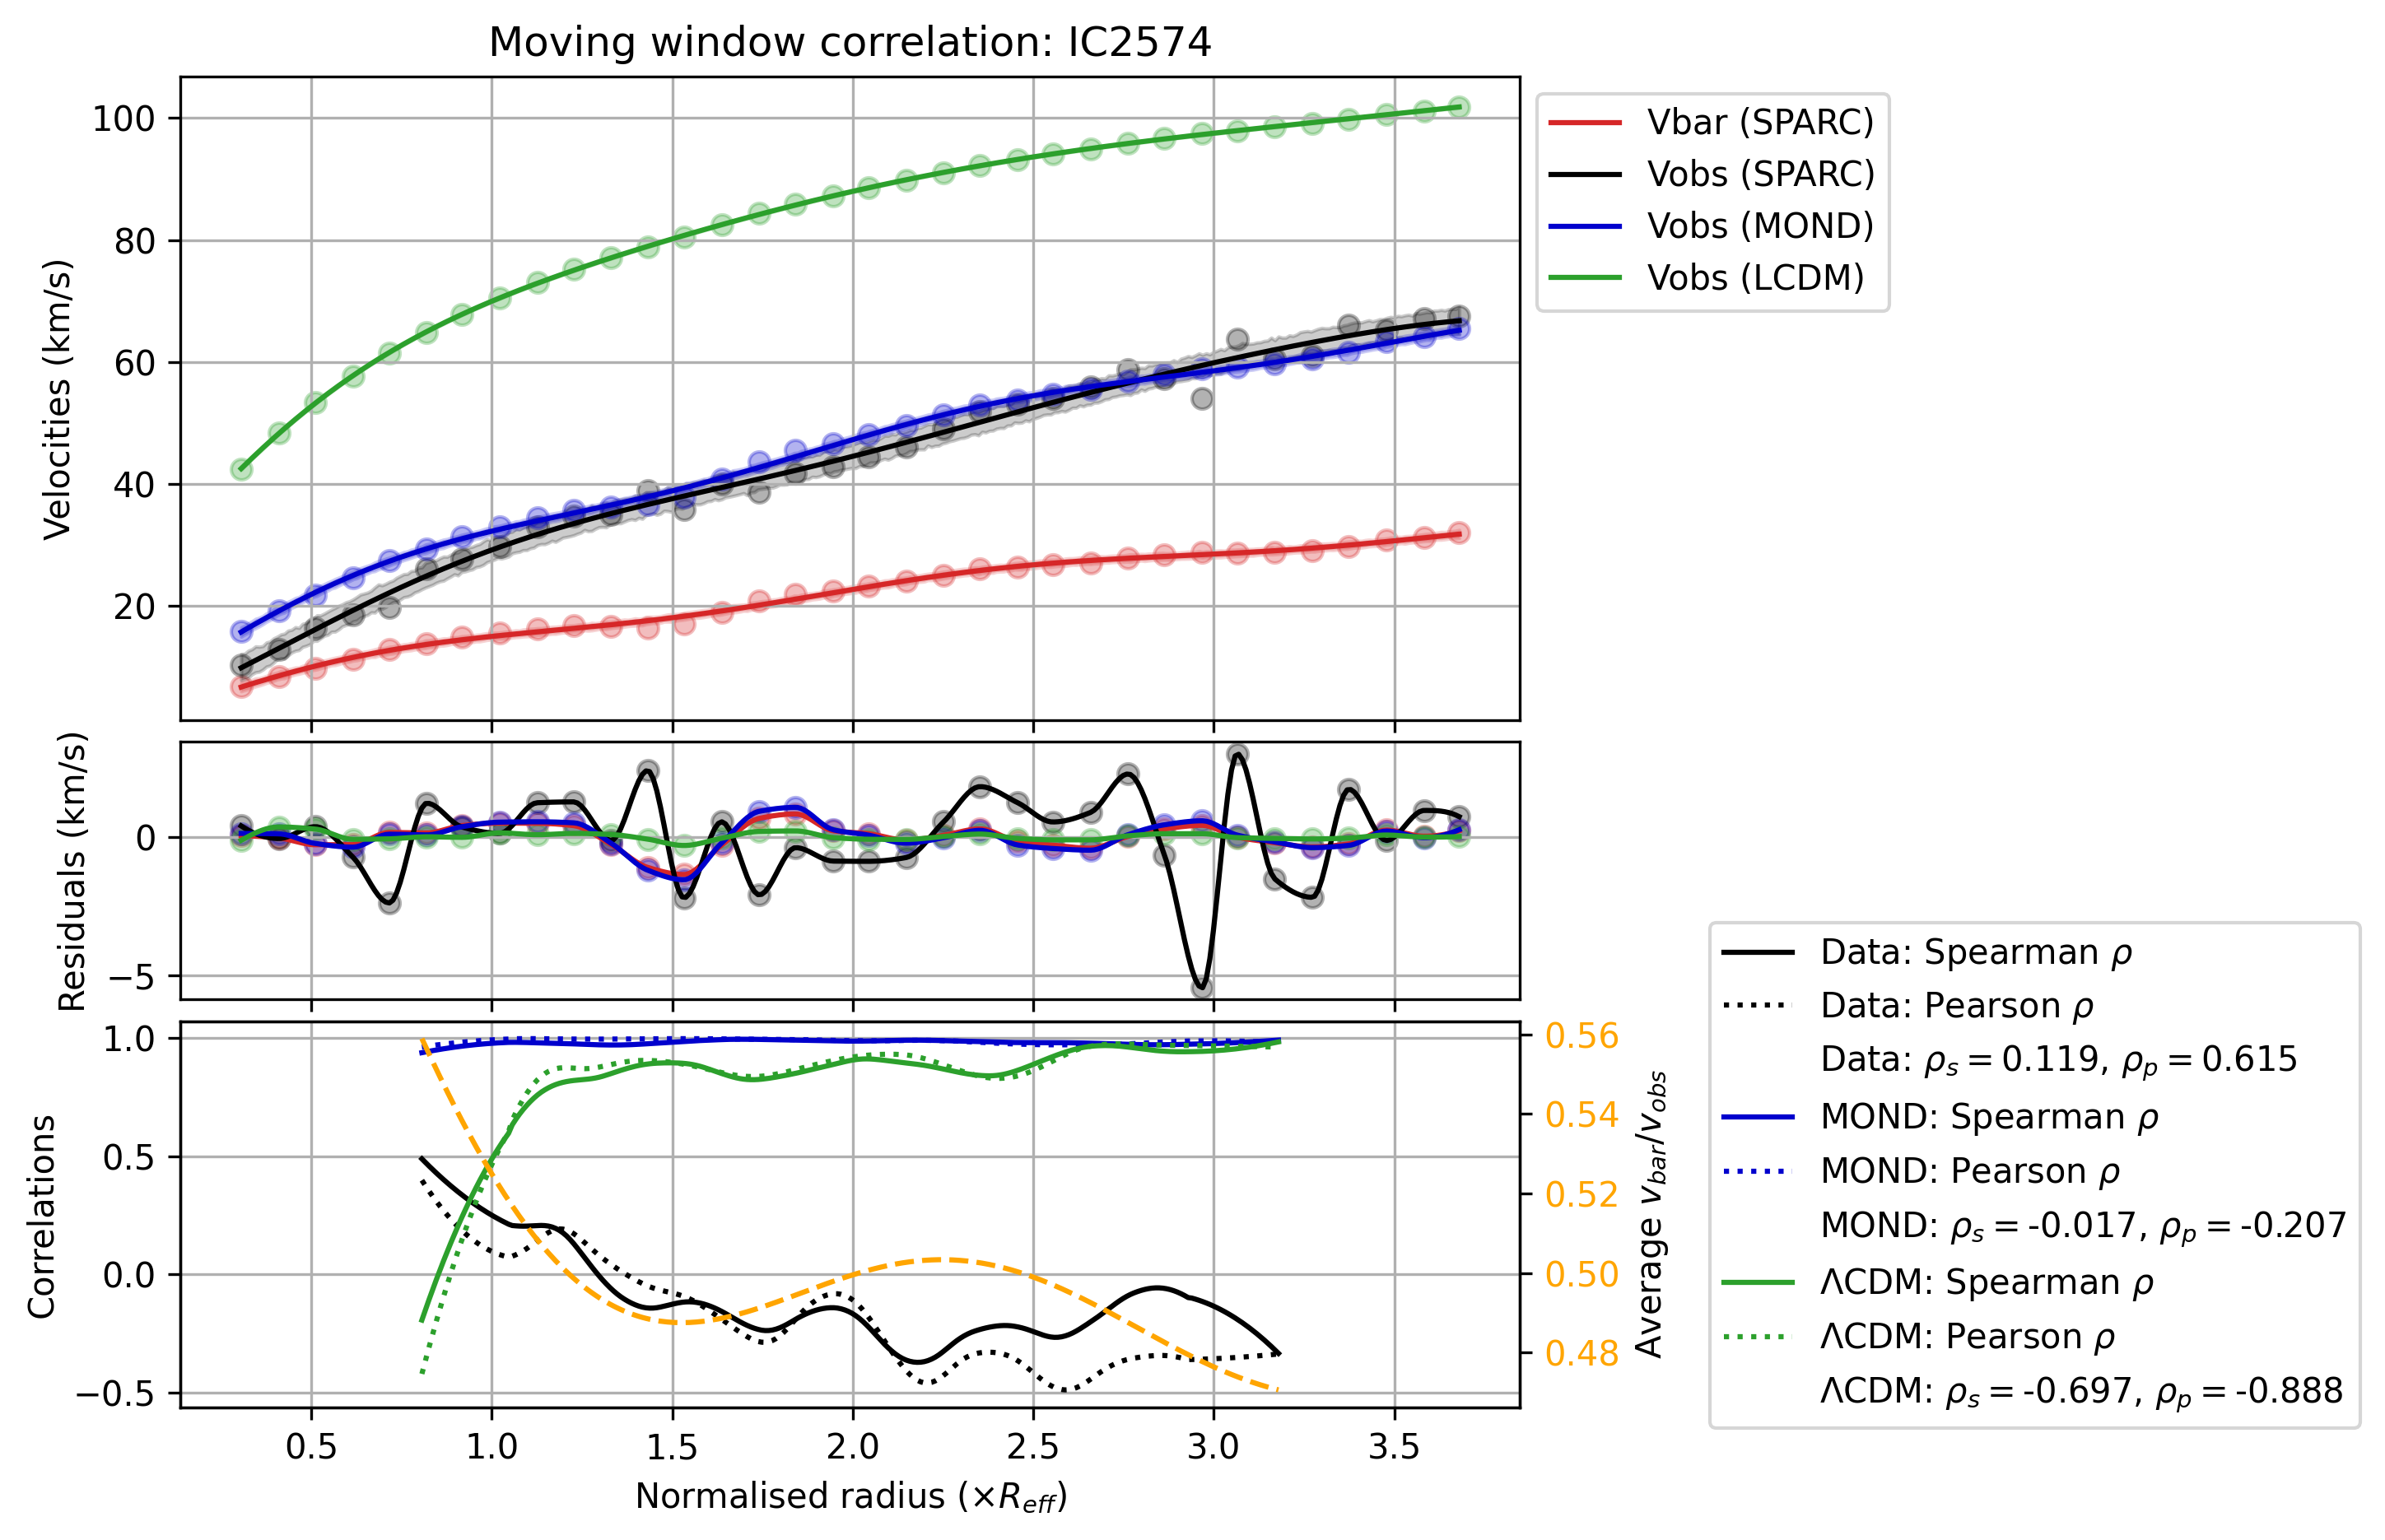 Moving window correlation: IC2574
Velocities (km/s)
100
80
60
40
20
Vbar (SPARC)
Vobs (SPARC)
Vobs (MOND)
Vobs (LCDM)
Residuals (km/s)
0
−5
Correlations
1.0
0.5
0.0
−0.5
0.56
0.54
0.52
0.50
0.48
Average v_bar/v_obs
0.5 1.0 1.5 2.0 2.5 3.0 3.5
Normalised radius (×R_eff)
Data: Spearman ρ
Data: Pearson ρ
Data: ρ_s = 0.119, ρ_p = 0.615
MOND: Spearman ρ
MOND: Pearson ρ
MOND: ρ_s = -0.017, ρ_p = -0.207
ΛCDM: Spearman ρ
ΛCDM: Pearson ρ
ΛCDM: ρ_s = -0.697, ρ_p = -0.888